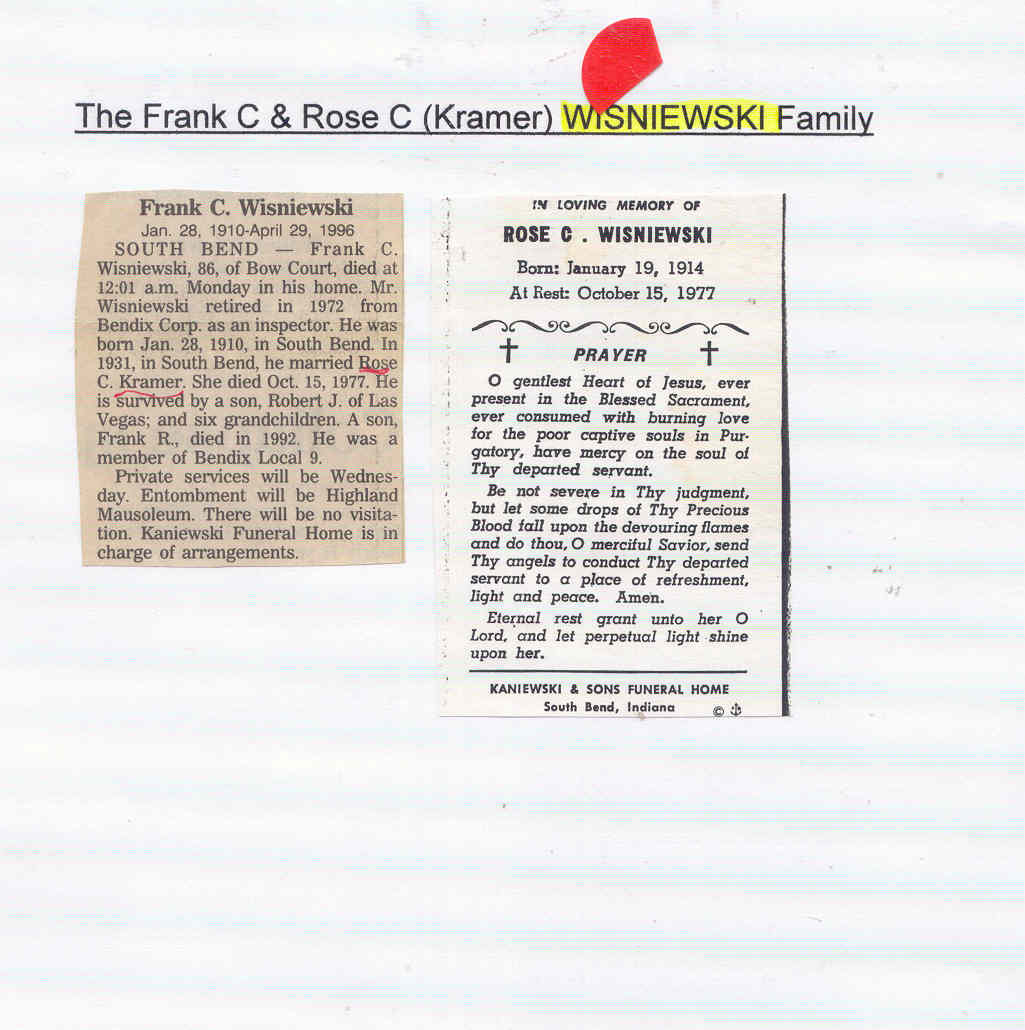 The Frank C & Rose C (Kramer) WISNIEWSKI Family
Frank C. Wisniewski
Jan. 28, 1910-April 29, 1996
SOUTH BEND — Frank C.
Wisniewski, 86, of Bow Court, died at
12:01 a.m. Monday in his home. Mr.
Wisniewski retired in 1972 from
Bendix Corp. as an inspector. He was
born Jan. 28, 1910, in South Bend. In
1931, in South Bend, he married Rose
C. Kramer. She died Oct. 15, 1977. He
is survived by a son, Robert J. of Las
Vegas; and six grandchildren. A son,
Frank R., died in 1992. He was a
member of Bendix Local 9.
Private services will be Wednes-
day. Entombment will be Highland
Mausoleum. There will be no visita-
tion. Kaniewski Funeral Home is in
charge of arrangements.
IN LOVING MEMORY OF
ROSE C. WISNIEWSKI
Born: January 19, 1914
At Rest: October 15, 1977
PRAYER
O gentlest Heart of Jesus, ever
present in the Blessed Sacrament,
ever consumed with burning love
for the poor captive souls in Pur-
gatory, have mercy on the soul of
Thy departed servant.
Be not severe in Thy judgment,
but let some drops of Thy Precious
Blood fall upon the devouring flames
and do thou, O merciful Savior, send
Thy angels to conduct Thy departed
servant to a place of refreshment,
light and peace. Amen.
Eternal rest grant unto her O
Lord, and let perpetual light shine
upon her.
KANIEWSKI & SONS FUNERAL HOME
South Bend, Indiana ©